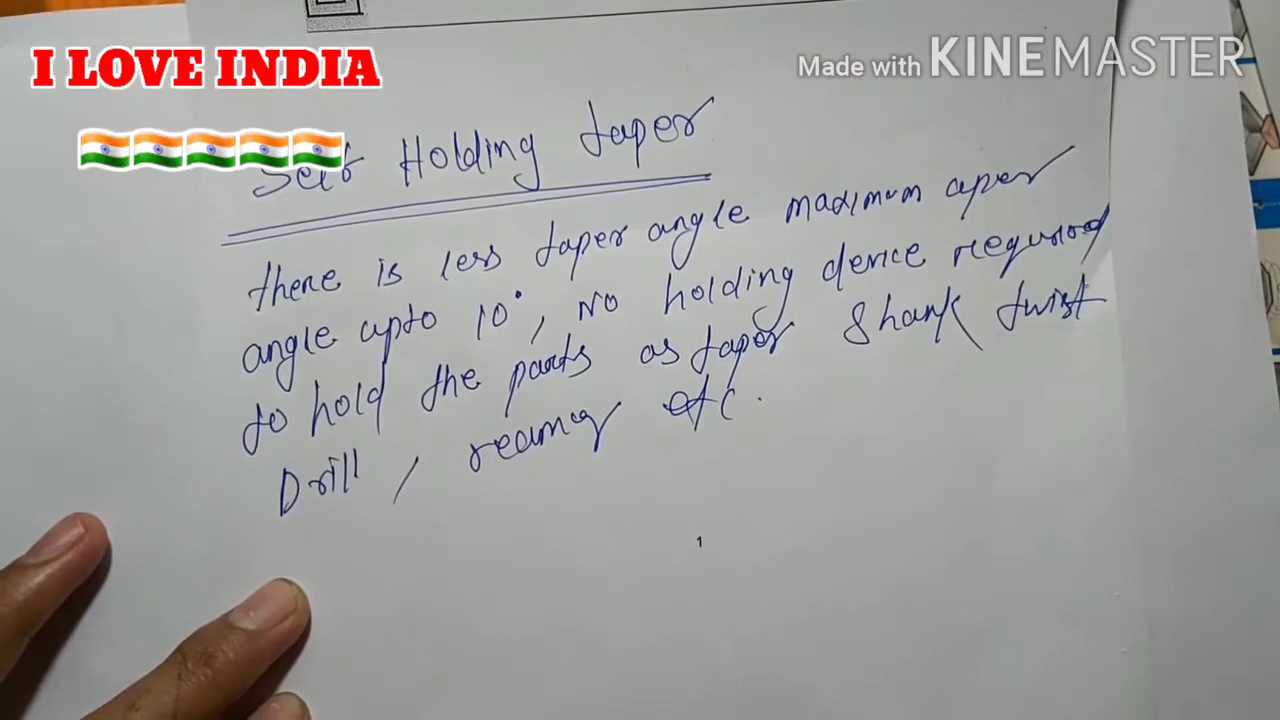 I LOVE INDIA
Made with KINEMASTER
Self Holding taper
there is less taper angle maximum aper
angle upto 10°, No holding device required
to hold the parts as taper shank twist
Drill, reamer etc.
1